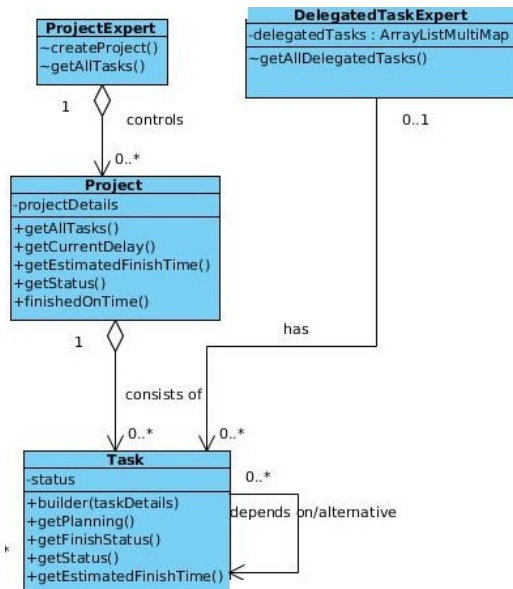 ProjectExpert
~createProject()
~getAllTasks()
DelegatedTaskExpert
-delegatedTasks : ArrayListMultiMap
~getAllDelegatedTasks()
1
controls
0..*
0..1
Project
-projectDetails
+getAllTasks()
+getCurrentDelay()
+getEstimatedFinishTime()
+getStatus()
+finishedOnTime()
1
has
consists of
0..*
0..*
Task
-status
+builder(taskDetails)
+getPlanning()
+getFinishStatus()
+getStatus()
+getEstimatedFinishTime()
0..*
depends on/alternative
*